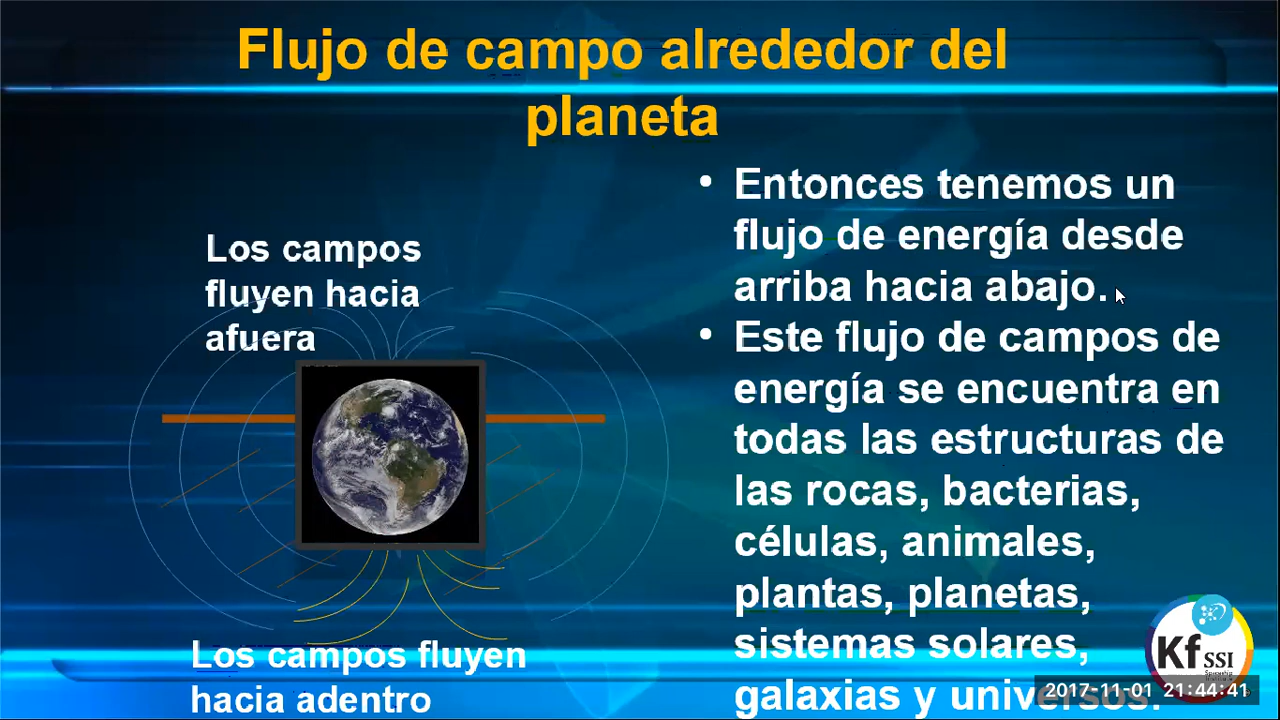 Flujo de campo alrededor del
planeta
Los campos
fluyen hacia
afuera
Los campos fluyen
hacia adentro
• Entonces tenemos un
flujo de energía desde
arriba hacia abajo.
• Este flujo de campos de
energía se encuentra en
todas las estructuras de
las rocas, bacterias,
células, animales,
plantas, planetas,
sistemas solares,
galaxias y universos.
Kf SSI
Spaceship
2017-11-01 21:44:41